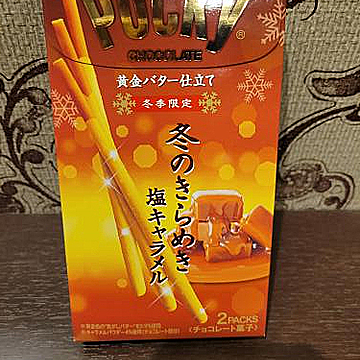 POCKY®
CHOCOLATE
黄金バター仕立て
冬季限定
冬のきらめき
塩キャラメル
2 PACKS
(チョコレート菓子)